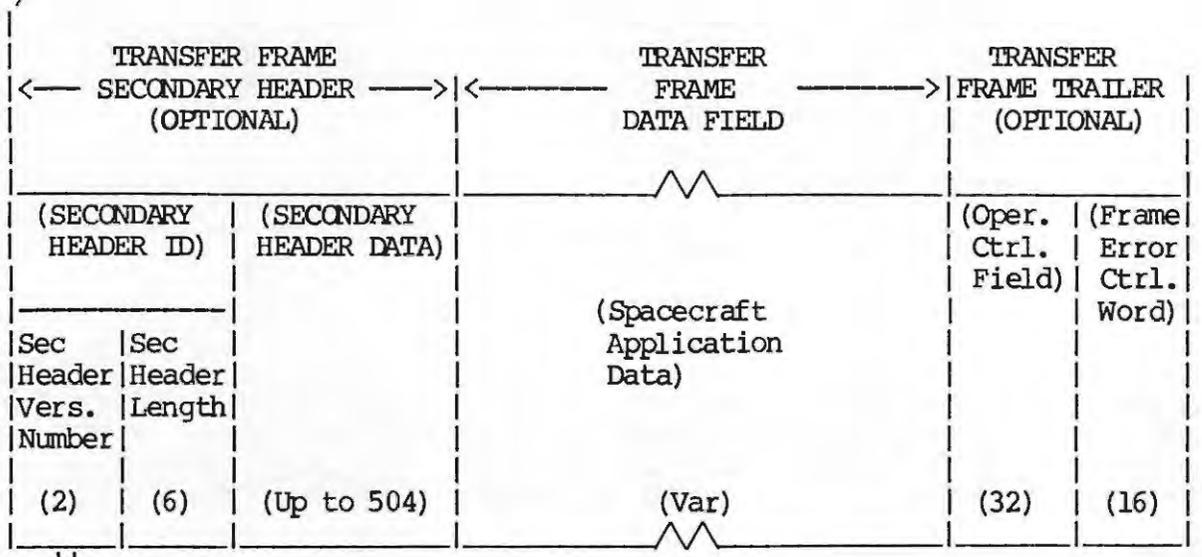 TRANSFER FRAME TRANSFER TRANSFER
<—— SECONDARY HEADER ——>|<———— FRAME ————>|FRAME TRAILER |
(OPTIONAL) DATA FIELD (OPTIONAL)
(SECONDARY | (SECONDARY (Oper. |(Frame|
HEADER ID) | HEADER DATA)| Ctrl. | Error|
Field)| Ctrl.|
(Spacecraft Word)|
|Sec |Sec Application
|Header|Header| Data)
|Vers. |Length|
|Number|
(2) | (6) | (Up to 504) (Var) (32) | (16)